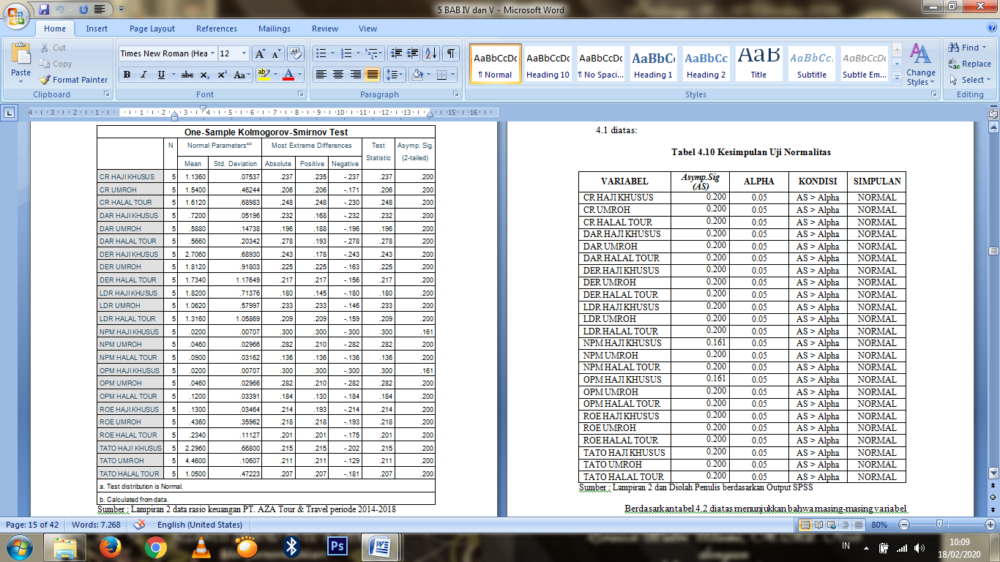 5 BAB IV dan V - Microsoft Word
Home Insert Page Layout References Mailings Review View
Paste
Cut
Copy
Format Painter
Clipboard
Times New Roman (Hea 12
Font
Paragraph
AaBbCcDc AaBbCcDc AaBbCcDc AaBbC AaBbCc AaB AaBbCc. AaBbCcDc
¶ Normal Heading 10 ¶ No Spaci... Heading 1 Heading 2 Title Subtitle Subtle Em...
Change Styles
Styles
Find
Replace
Select
Editing
One-Sample Kolmogorov-Smirnov Test
N Normal Parametersᵃ·ᵇ Most Extreme Differences Test Statistic Asymp. Sig. (2-tailed)
Mean Std. Deviation Absolute Positive Negative
CR HAJI KHUSUS 5 1.1360 .07537 .237 .235 -.237 .237 .200
CR UMROH 5 1.5400 .46244 .206 .206 -.171 .206 .200
CR HALAL TOUR 5 1.6120 .68983 .248 .248 -.230 .248 .200
DAR HAJI KHUSUS 5 .7200 .05196 .232 .168 -.232 .232 .200
DAR UMROH 5 .5880 .14738 .196 .188 -.196 .196 .200
DAR HALAL TOUR 5 .5660 .20342 .278 .193 -.278 .278 .200
DER HAJI KHUSUS 5 2.7060 .68930 .243 .178 -.243 .243 .200
DER UMROH 5 1.8120 .91803 .225 .225 -.163 .225 .200
DER HALAL TOUR 5 1.7340 1.17649 .217 .217 -.156 .217 .200
LDR HAJI KHUSUS 5 1.8200 .71376 .180 .145 -.180 .180 .200
LDR UMROH 5 1.0620 .57997 .233 .233 -.146 .233 .200
LDR HALAL TOUR 5 1.3160 1.05869 .209 .209 -.159 .209 .200
NPM HAJI KHUSUS 5 .0200 .00707 .300 .300 -.300 .300 .161
NPM UMROH 5 .0460 .02966 .282 .210 -.282 .282 .200
NPM HALAL TOUR 5 .0900 .03162 .136 .136 -.136 .136 .200
OPM HAJI KHUSUS 5 .0200 .00707 .300 .300 -.300 .300 .161
OPM UMROH 5 .0460 .02966 .282 .210 -.282 .282 .200
OPM HALAL TOUR 5 .1200 .03391 .184 .130 -.184 .184 .200
ROE HAJI KHUSUS 5 .1300 .03464 .214 .193 -.214 .214 .200
ROE UMROH 5 .4360 .35962 .218 .218 -.193 .218 .200
ROE HALAL TOUR 5 .2340 .11127 .201 .201 -.175 .201 .200
TATO HAJI KHUSUS 5 2.2960 .66800 .215 .215 -.202 .215 .200
TATO UMROH 5 4.4600 .10607 .211 .211 -.129 .211 .200
TATO HALAL TOUR 5 1.0500 .47223 .207 .207 -.181 .207 .200
a. Test distribution is Normal.
b. Calculated from data.
Sumber : Lampiran 2 data rasio keuangan PT. AZA Tour & Travel periode 2014-2018
4.1 diatas:
Tabel 4.10 Kesimpulan Uji Normalitas
VARIABEL Asymp.Sig (AS) ALPHA KONDISI SIMPULAN
CR HAJI KHUSUS 0.200 0.05 AS > Alpha NORMAL
CR UMROH 0.200 0.05 AS > Alpha NORMAL
CR HALAL TOUR 0.200 0.05 AS > Alpha NORMAL
DAR HAJI KHUSUS 0.200 0.05 AS > Alpha NORMAL
DAR UMROH 0.200 0.05 AS > Alpha NORMAL
DAR HALAL TOUR 0.200 0.05 AS > Alpha NORMAL
DER HAJI KHUSUS 0.200 0.05 AS > Alpha NORMAL
DER UMROH 0.200 0.05 AS > Alpha NORMAL
DER HALAL TOUR 0.200 0.05 AS > Alpha NORMAL
LDR HAJI KHUSUS 0.200 0.05 AS > Alpha NORMAL
LDR UMROH 0.200 0.05 AS > Alpha NORMAL
LDR HALAL TOUR 0.200 0.05 AS > Alpha NORMAL
NPM HAJI KHUSUS 0.161 0.05 AS > Alpha NORMAL
NPM UMROH 0.200 0.05 AS > Alpha NORMAL
NPM HALAL TOUR 0.200 0.05 AS > Alpha NORMAL
OPM HAJI KHUSUS 0.161 0.05 AS > Alpha NORMAL
OPM UMROH 0.200 0.05 AS > Alpha NORMAL
OPM HALAL TOUR 0.200 0.05 AS > Alpha NORMAL
ROE HAJI KHUSUS 0.200 0.05 AS > Alpha NORMAL
ROE UMROH 0.200 0.05 AS > Alpha NORMAL
ROE HALAL TOUR 0.200 0.05 AS > Alpha NORMAL
TATO HAJI KHUSUS 0.200 0.05 AS > Alpha NORMAL
TATO UMROH 0.200 0.05 AS > Alpha NORMAL
TATO HALAL TOUR 0.200 0.05 AS > Alpha NORMAL
Sumber : Lampiran 2 dan Diolah Penulis berdasarkan Output SPSS
Berdasarkan tabel 4.2 diatas menunjukkan bahwa masing-masing variabel
Page: 15 of 42 Words: 7.268 English (United States) 80%
IN 10:09
18/02/2020